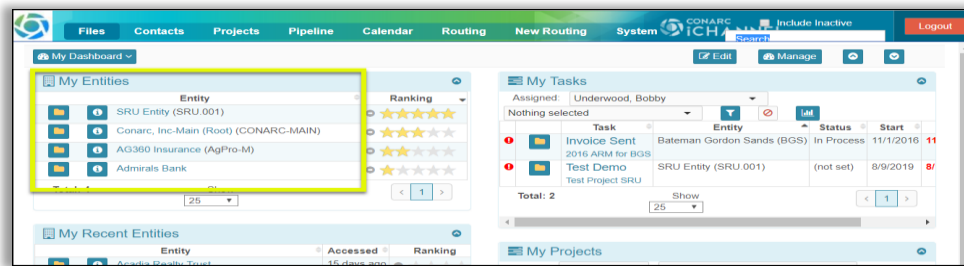 Files Contacts Projects Pipeline Calendar Routing New Routing System CONARC Include Inactive Logout
Search
My Dashboard Edit Manage
My Entities
Entity Ranking
SRU Entity (SRU.001)
Conarc, Inc-Main (Root) (CONARC-MAIN)
AG360 Insurance (AgPro-M)
Admirals Bank
Show
25
< 1 >
My Tasks
Assigned: Underwood, Bobby
Nothing selected
Task Entity Status Start
Invoice Sent Bateman Gordon Sands (BGS) In Process 11/1/2016 11
2016 ARM for BGS
Test Demo SRU Entity (SRU.001) (not set) 8/9/2019 8/
Test Project SRU
Total: 2 Show
25
< 1 >
My Recent Entities
Entity Accessed Ranking
Acadia Realty Trust 15 days ago
My Projects